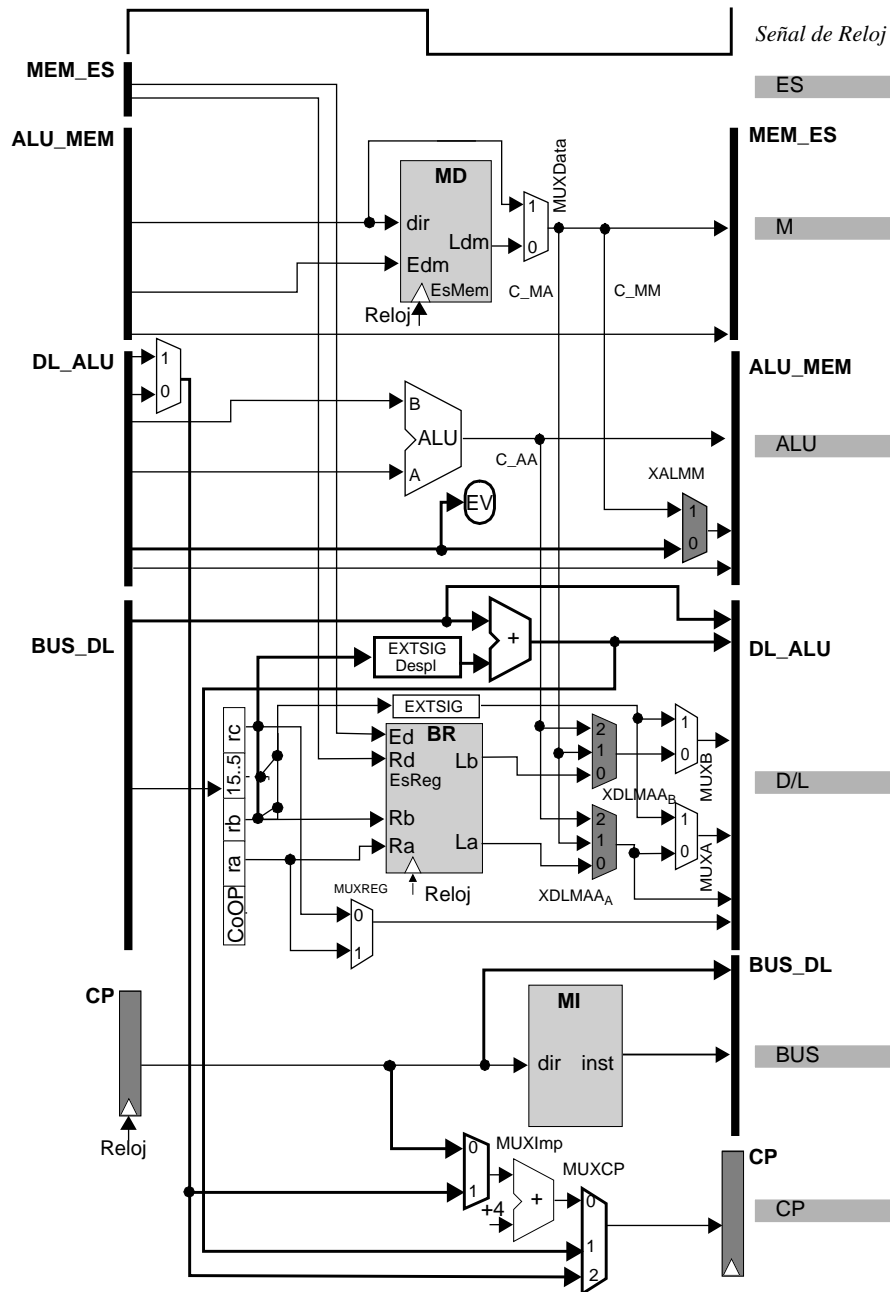 Señal de Reloj
MEM_ES
ES
ALU_MEM
MEM_ES
MD
dir
Ldm
Edm
EsMem
Reloj
1
0
MUXData
C_MA
C_MM
M
DL_ALU
1
0
ALU_MEM
B
ALU
A
C_AA
EV
XALMM
1
0
ALU
BUS_DL
EXTSIG
Despl
+
DL_ALU
EXTSIG
rc
15..5
rb
ra
CoOP
BR
Ed
Rd
EsReg
Lb
Rb
Ra
La
Reloj
2
1
0
XDLMAAB
1
0
MUXB
2
1
0
XDLMAAA
1
0
MUXA
MUXREG
0
1
D/L
BUS_DL
CP
Reloj
MI
dir
inst
BUS
0
1
MUXImp
+4
+
MUXCP
0
1
2
CP
CP